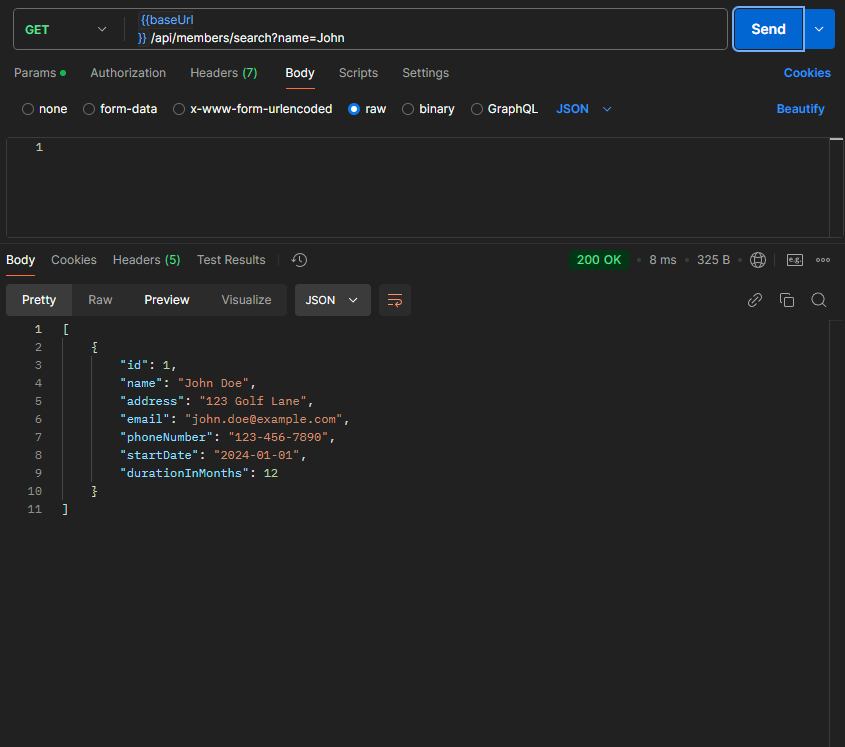 GET
{{baseUrl
}} /api/members/search?name=John
Send
Params
Authorization
Headers (7)
Body
Scripts
Settings
Cookies
none
form-data
x-www-form-urlencoded
raw
binary
GraphQL
JSON
Beautify
1
Body
Cookies
Headers (5)
Test Results
200 OK
8 ms
325 B
e.g.
Pretty
Raw
Preview
Visualize
JSON
1 [
2 {
3 "id": 1,
4 "name": "John Doe",
5 "address": "123 Golf Lane",
6 "email": "john.doe@example.com",
7 "phoneNumber": "123-456-7890",
8 "startDate": "2024-01-01",
9 "durationInMonths": 12
10 }
11 ]